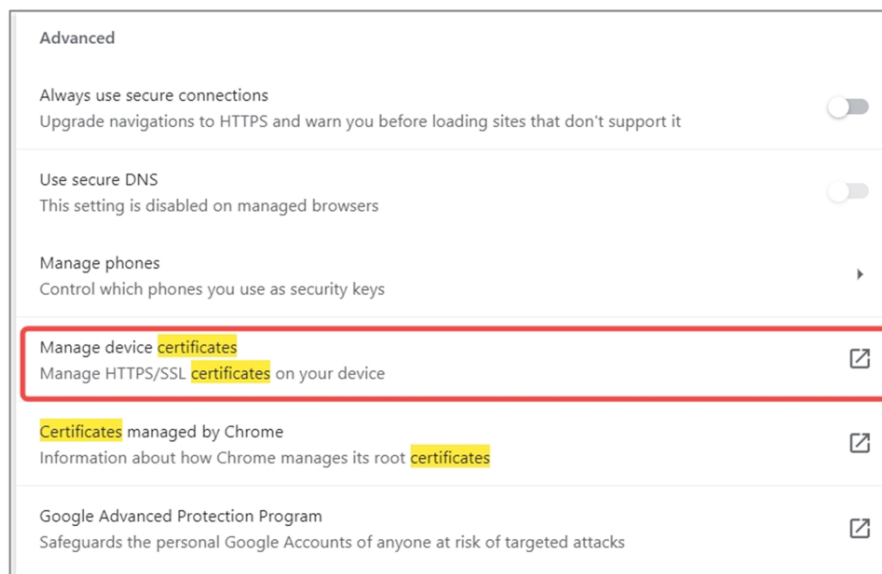 Advanced
Always use secure connections
Upgrade navigations to HTTPS and warn you before loading sites that don't support it
Use secure DNS
This setting is disabled on managed browsers
Manage phones
Control which phones you use as security keys
Manage device certificates
Manage HTTPS/SSL certificates on your device
Certificates managed by Chrome
Information about how Chrome manages its root certificates
Google Advanced Protection Program
Safeguards the personal Google Accounts of anyone at risk of targeted attacks